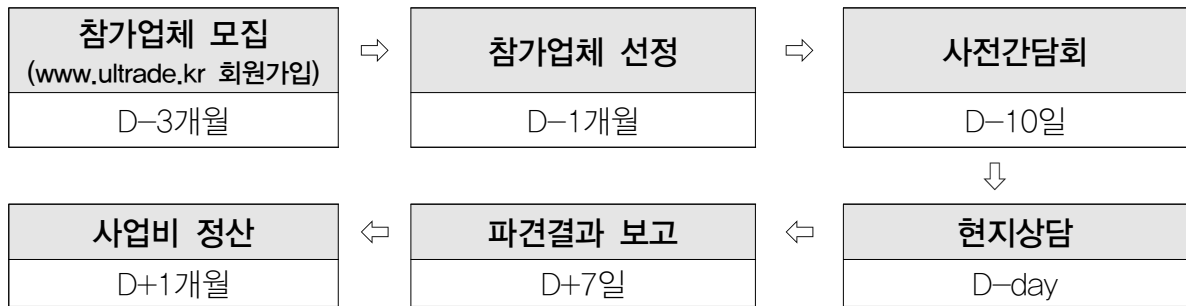 참가업체 모집
(www.ultrade.kr 회원가입)
D-3개월
⇨
참가업체 선정
D-1개월
⇨
사전간담회
D-10일
⇩
현지상담
D-day
⇦
파견결과 보고
D+7일
⇦
사업비 정산
D+1개월